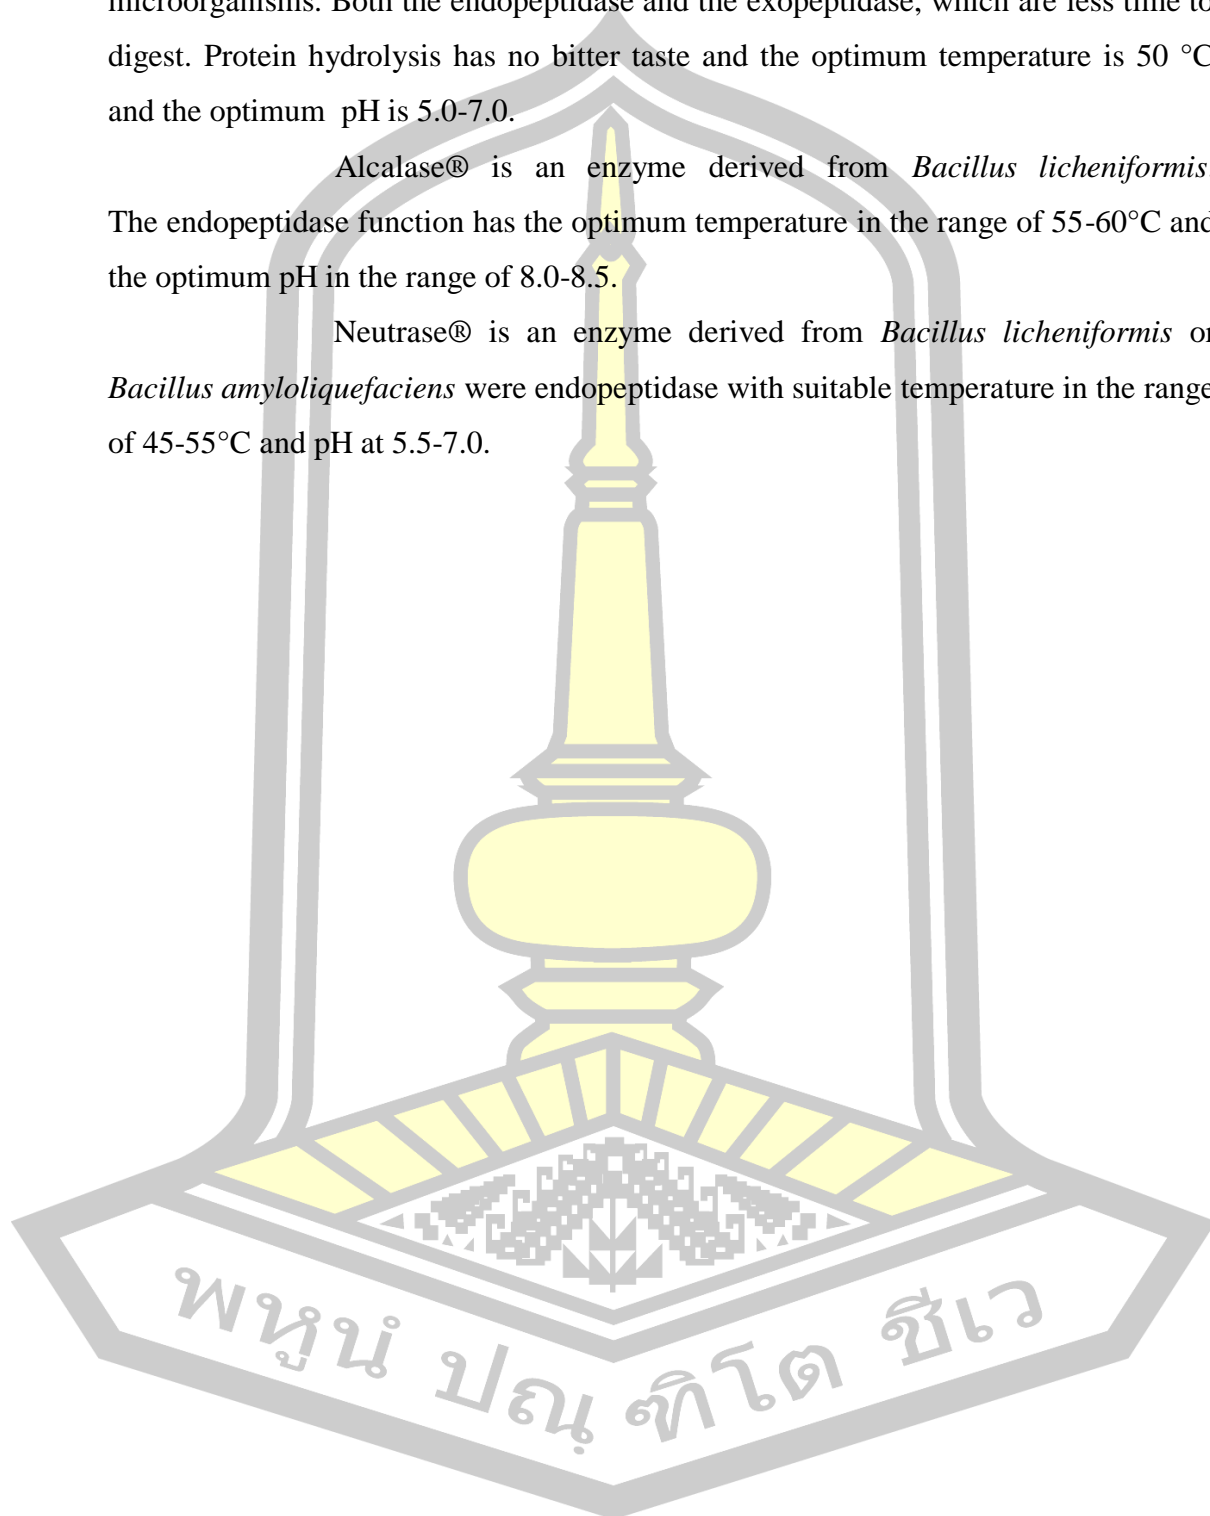 microorganisms. Both the endopeptidase and the exopeptidase, which are less time to
digest. Protein hydrolysis has no bitter taste and the optimum temperature is 50 °C
and the optimum pH is 5.0-7.0.
Alcalase® is an enzyme derived from Bacillus licheniformis.
The endopeptidase function has the optimum temperature in the range of 55-60°C and
the optimum pH in the range of 8.0-8.5.
Neutrase® is an enzyme derived from Bacillus licheniformis or
Bacillus amyloliquefaciens were endopeptidase with suitable temperature in the range
of 45-55°C and pH at 5.5-7.0.
พหูนํ ปณฺฑิโต ชีเว